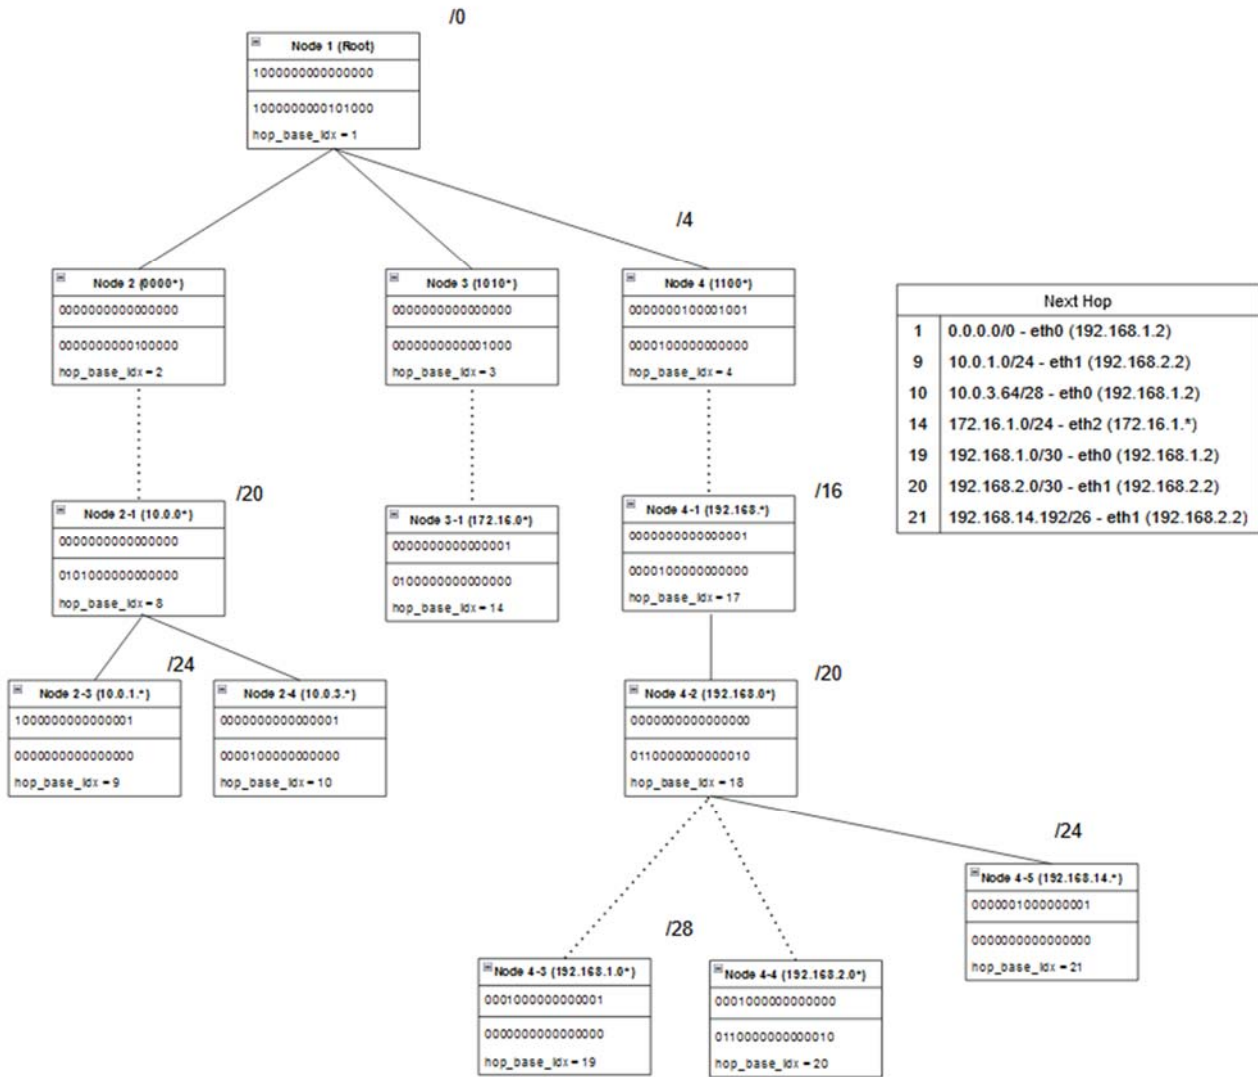 /0
Node 1 (Root)
1000000000000000
1000000000101000
hop_base_idx = 1
/4
Node 2 (0000*)
0000000000000000
0000000000100000
hop_base_idx = 2
Node 3 (1010*)
0000000000000000
0000000000001000
hop_base_idx = 3
Node 4 (1100*)
0000000100001001
0000100000000000
hop_base_idx = 4
Next Hop
1 0.0.0.0/0 - eth0 (192.168.1.2)
9 10.0.1.0/24 - eth1 (192.168.2.2)
10 10.0.3.64/28 - eth0 (192.168.1.2)
14 172.16.1.0/24 - eth2 (172.16.1.*)
19 192.168.1.0/30 - eth0 (192.168.1.2)
20 192.168.2.0/30 - eth1 (192.168.2.2)
21 192.168.14.192/26 - eth1 (192.168.2.2)
/20
Node 2-1 (10.0.0*)
0000000000000000
0101000000000000
hop_base_idx = 8
Node 3-1 (172.16.0*)
0000000000000001
0100000000000000
hop_base_idx = 14
/16
Node 4-1 (192.168.*)
0000000000000001
0000100000000000
hop_base_idx = 17
/24
Node 2-3 (10.0.1.*)
1000000000000001
0000000000000000
hop_base_idx = 9
Node 2-4 (10.0.3.*)
0000000000000001
0000100000000000
hop_base_idx = 10
/20
Node 4-2 (192.168.0*)
0000000000000000
0110000000000010
hop_base_idx = 18
/24
Node 4-5 (192.168.14.*)
0000001000000001
0000000000000000
hop_base_idx = 21
/28
Node 4-3 (192.168.1.0*)
0001000000000001
0000000000000000
hop_base_idx = 19
Node 4-4 (192.168.2.0*)
0001000000000000
0110000000000010
hop_base_idx = 20